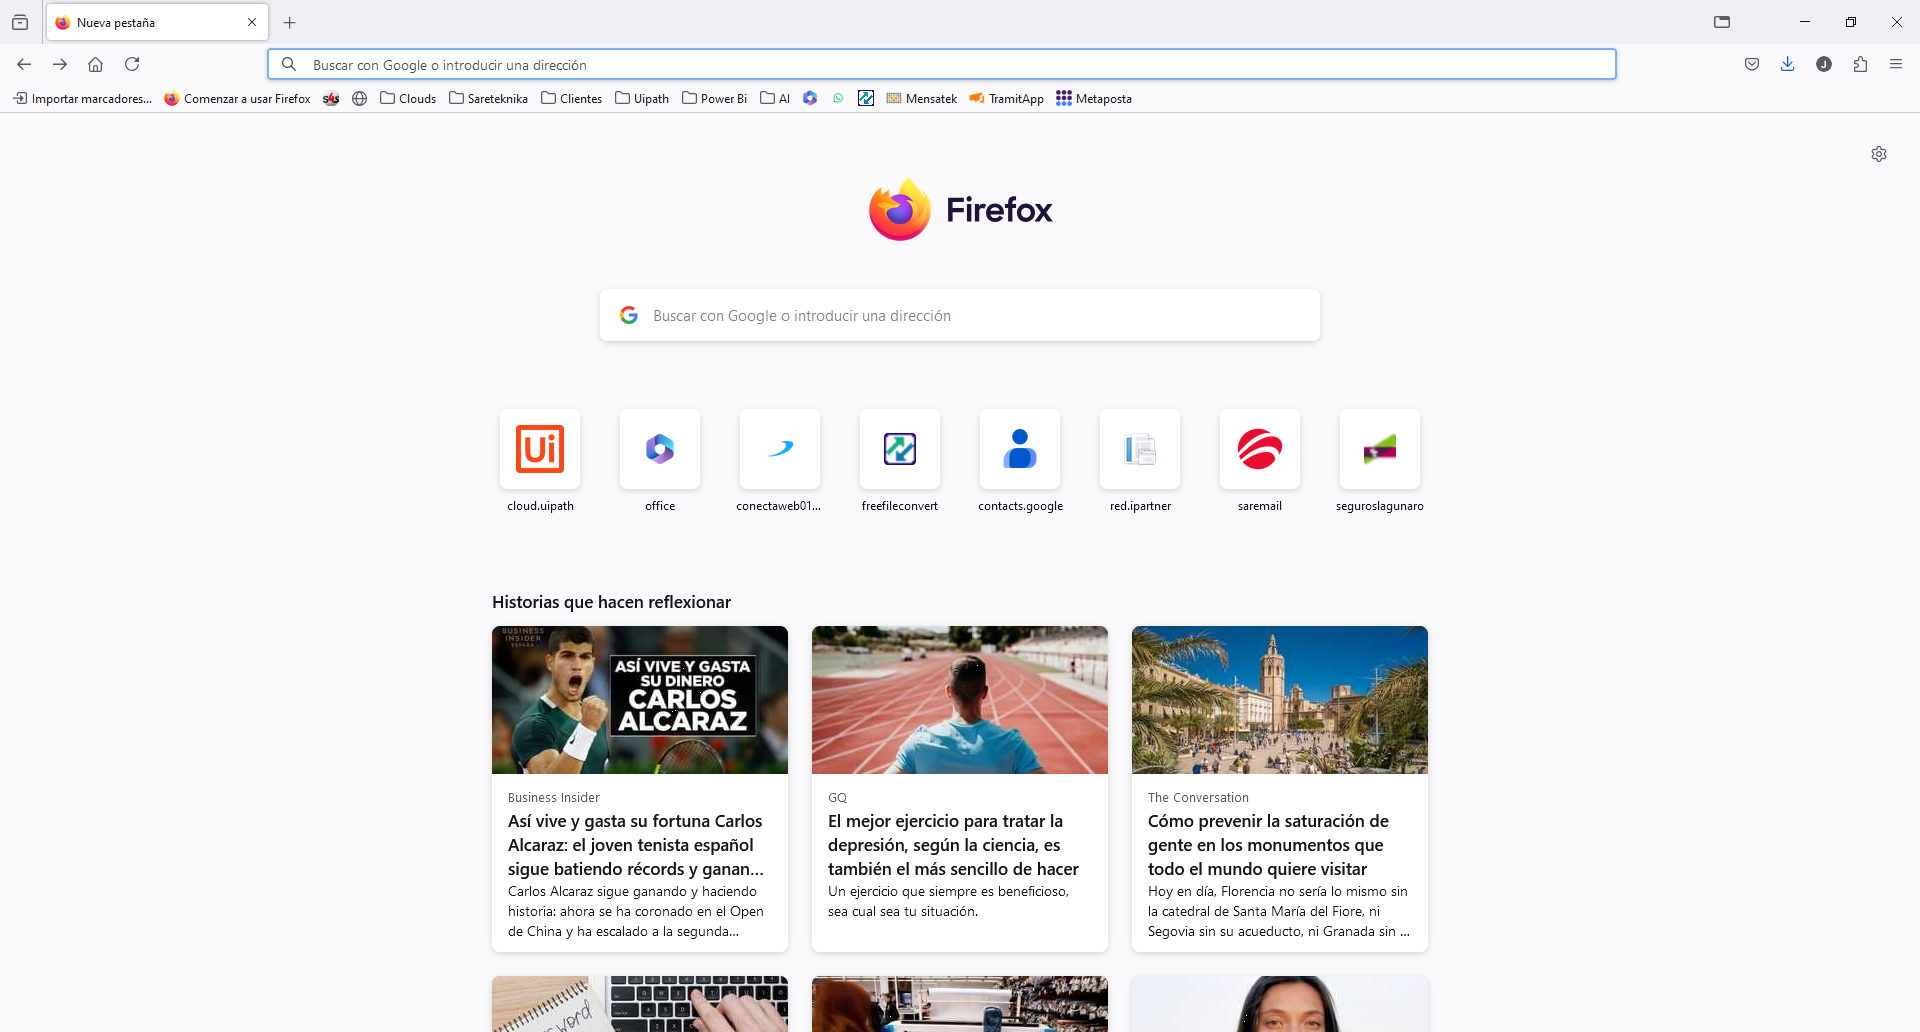 Nueva pestaña
Buscar con Google o introducir una dirección
J
Importar marcadores...
Comenzar a usar Firefox
Clouds
Sareteknika
Clientes
Uipath
Power Bi
AI
Mensatek
TramitApp
Metaposta
Firefox
Buscar con Google o introducir una dirección
Ui
cloud.uipath
office
conectaweb01...
freefileconvert
contacts.google
red.ipartner
saremail
seguroslagunaro
Historias que hacen reflexionar
BUSINESS
INSIDER
ESPAÑA
ASÍ VIVE Y GASTA
SU DINERO
CARLOS
ALCARAZ
Business Insider
Así vive y gasta su fortuna Carlos
Alcaraz: el joven tenista español
sigue batiendo récords y ganan...
Carlos Alcaraz sigue ganando y haciendo
historia: ahora se ha coronado en el Open
de China y ha escalado a la segunda...
GQ
El mejor ejercicio para tratar la
depresión, según la ciencia, es
también el más sencillo de hacer
Un ejercicio que siempre es beneficioso,
sea cual sea tu situación.
The Conversation
Cómo prevenir la saturación de
gente en los monumentos que
todo el mundo quiere visitar
Hoy en día, Florencia no sería lo mismo sin
la catedral de Santa María del Fiore, ni
Segovia sin su acueducto, ni Granada sin ...